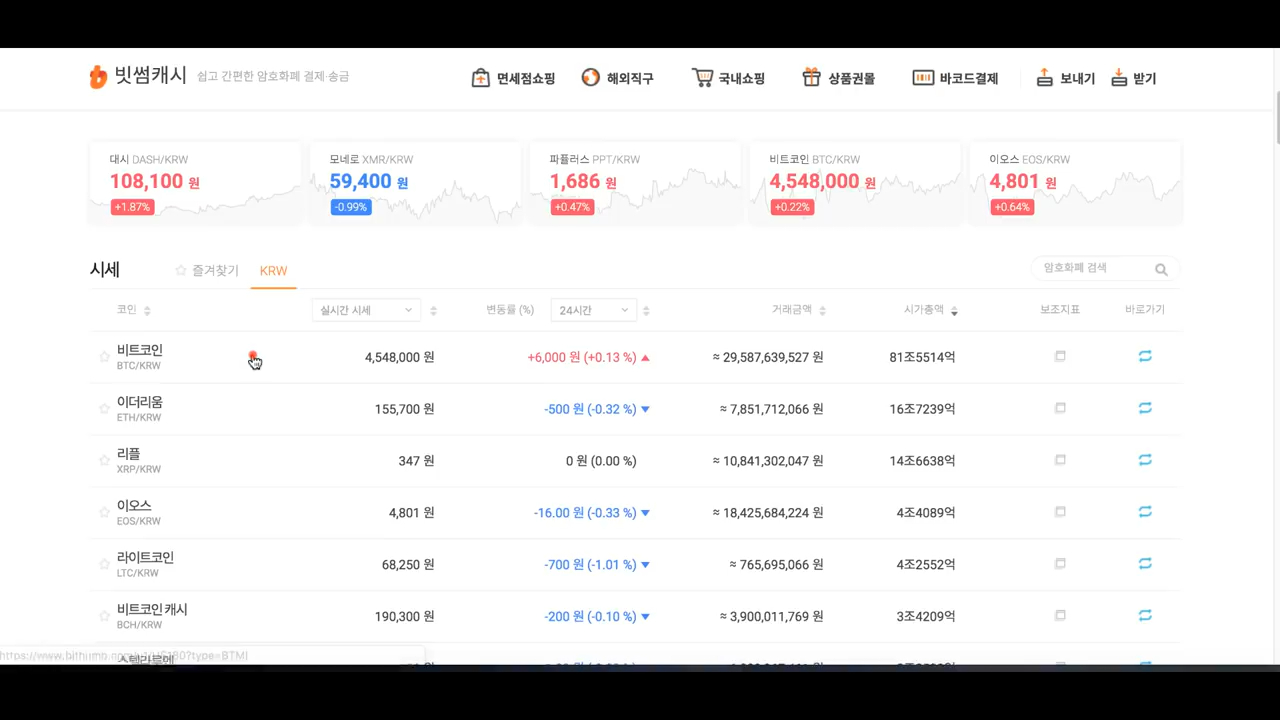 빗썸캐시 쉽고 간편한 암호화폐 결제·송금 면세점쇼핑 해외직구 국내쇼핑 상품권몰 바코드결제 보내기 받기
대시 DASH/KRW
108,100 원
+1.87%
모네로 XMR/KRW
59,400 원
-0.99%
파퓰러스 PPT/KRW
1,686 원
+0.47%
비트코인 BTC/KRW
4,548,000 원
+0.22%
이오스 EOS/KRW
4,801 원
+0.64%
시세 즐겨찾기 KRW 암호화폐 검색
코인 실시간 시세 변동률 (%) 24시간 거래금액 시가총액 보조지표 바로가기
비트코인
BTC/KRW
4,548,000 원 +6,000 원 (+0.13 %) ≈ 29,587,639,527 원 81조5514억
이더리움
ETH/KRW
155,700 원 -500 원 (-0.32 %) ≈ 7,851,712,066 원 16조7239억
리플
XRP/KRW
347 원 0 원 (0.00 %) ≈ 10,841,302,047 원 14조6638억
이오스
EOS/KRW
4,801 원 -16.00 원 (-0.33 %) ≈ 18,425,684,224 원 4조4089억
라이트코인
LTC/KRW
68,250 원 -700 원 (-1.01 %) ≈ 765,695,066 원 4조2552억
비트코인 캐시
BCH/KRW
190,300 원 -200 원 (-0.10 %) ≈ 3,900,011,769 원 3조4209억